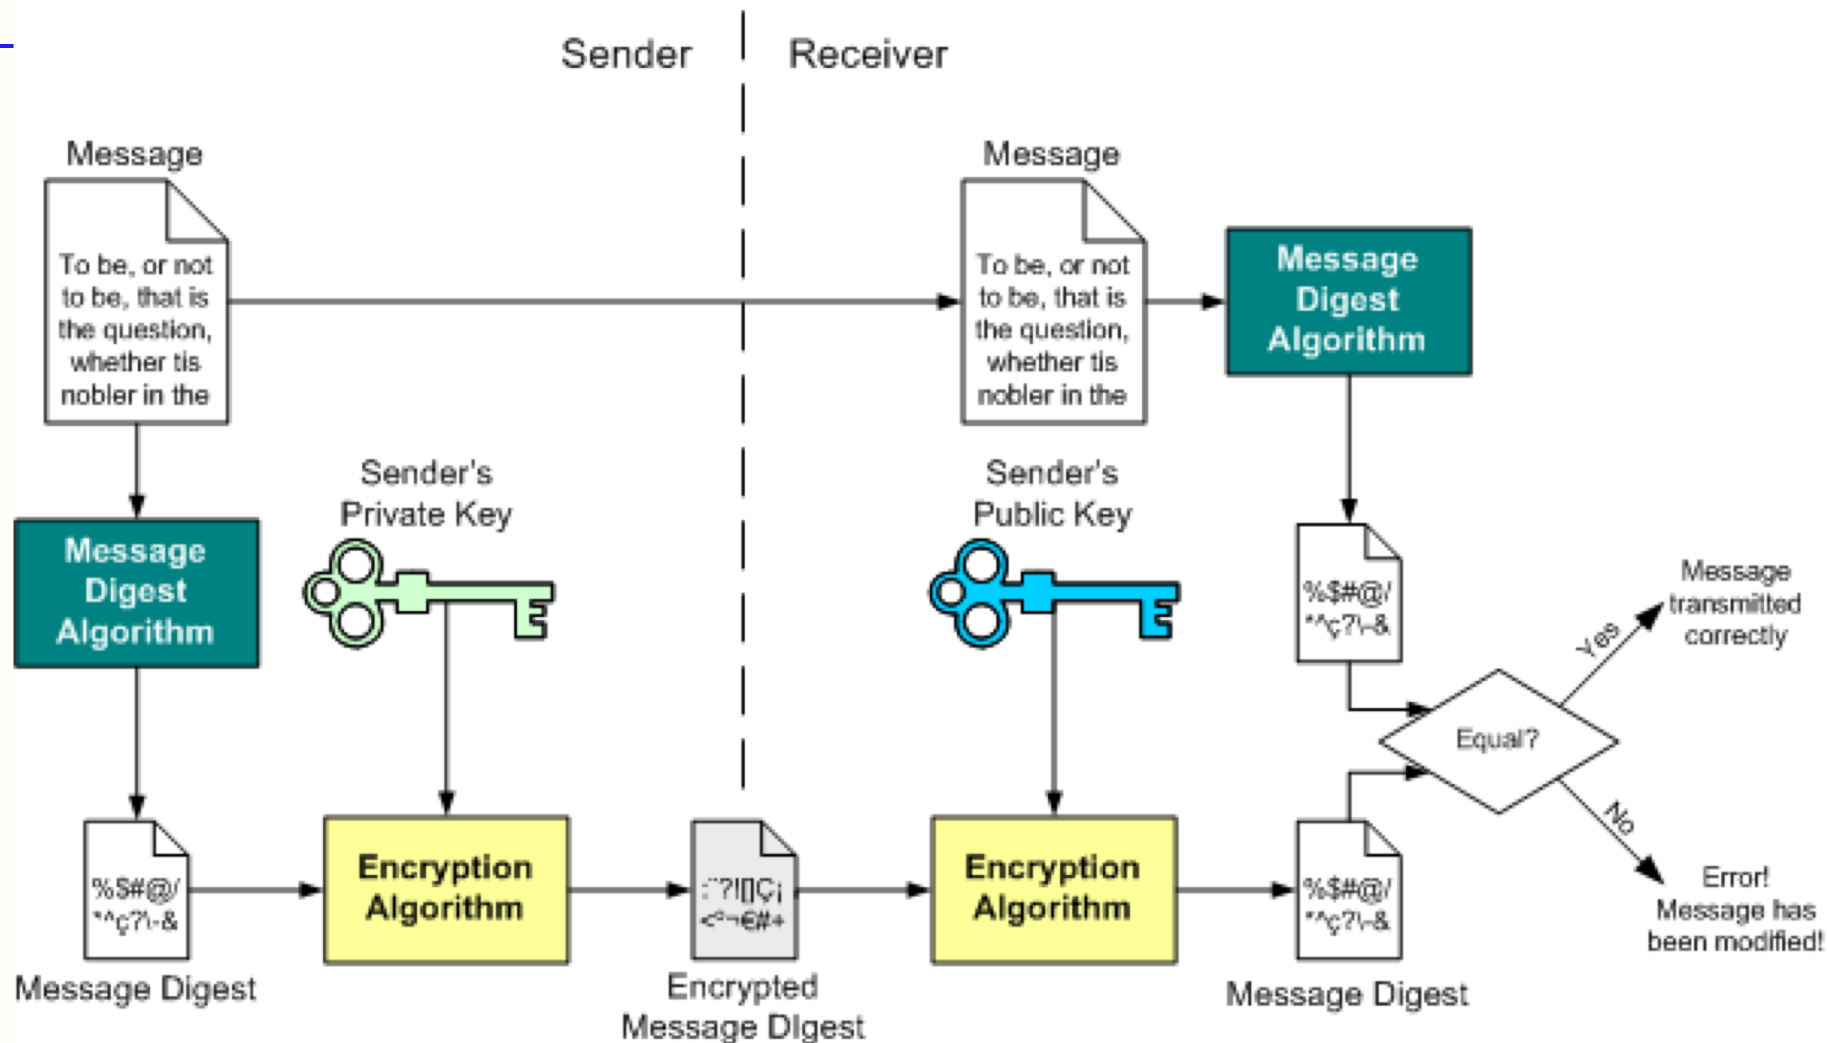 Sender
Receiver
Message
To be, or not
to be, that is
the question,
whether tis
nobler in the
Message
To be, or not
to be, that is
the question,
whether tis
nobler in the
Message
Digest
Algorithm
Sender's
Private Key
Sender's
Public Key
Message
Digest
Algorithm
%$#@/
*^ç?\-&
Message
transmitted
correctly
Yes
Equal?
No
Error!
Message has
been modified!
%$#@/
*^ç?\-&
Message Digest
Encryption
Algorithm
:¨?![]Ç¡
<º¬€#+
Encrypted
Message DIgest
Encryption
Algorithm
%$#@/
*^ç?\-&
Message Digest